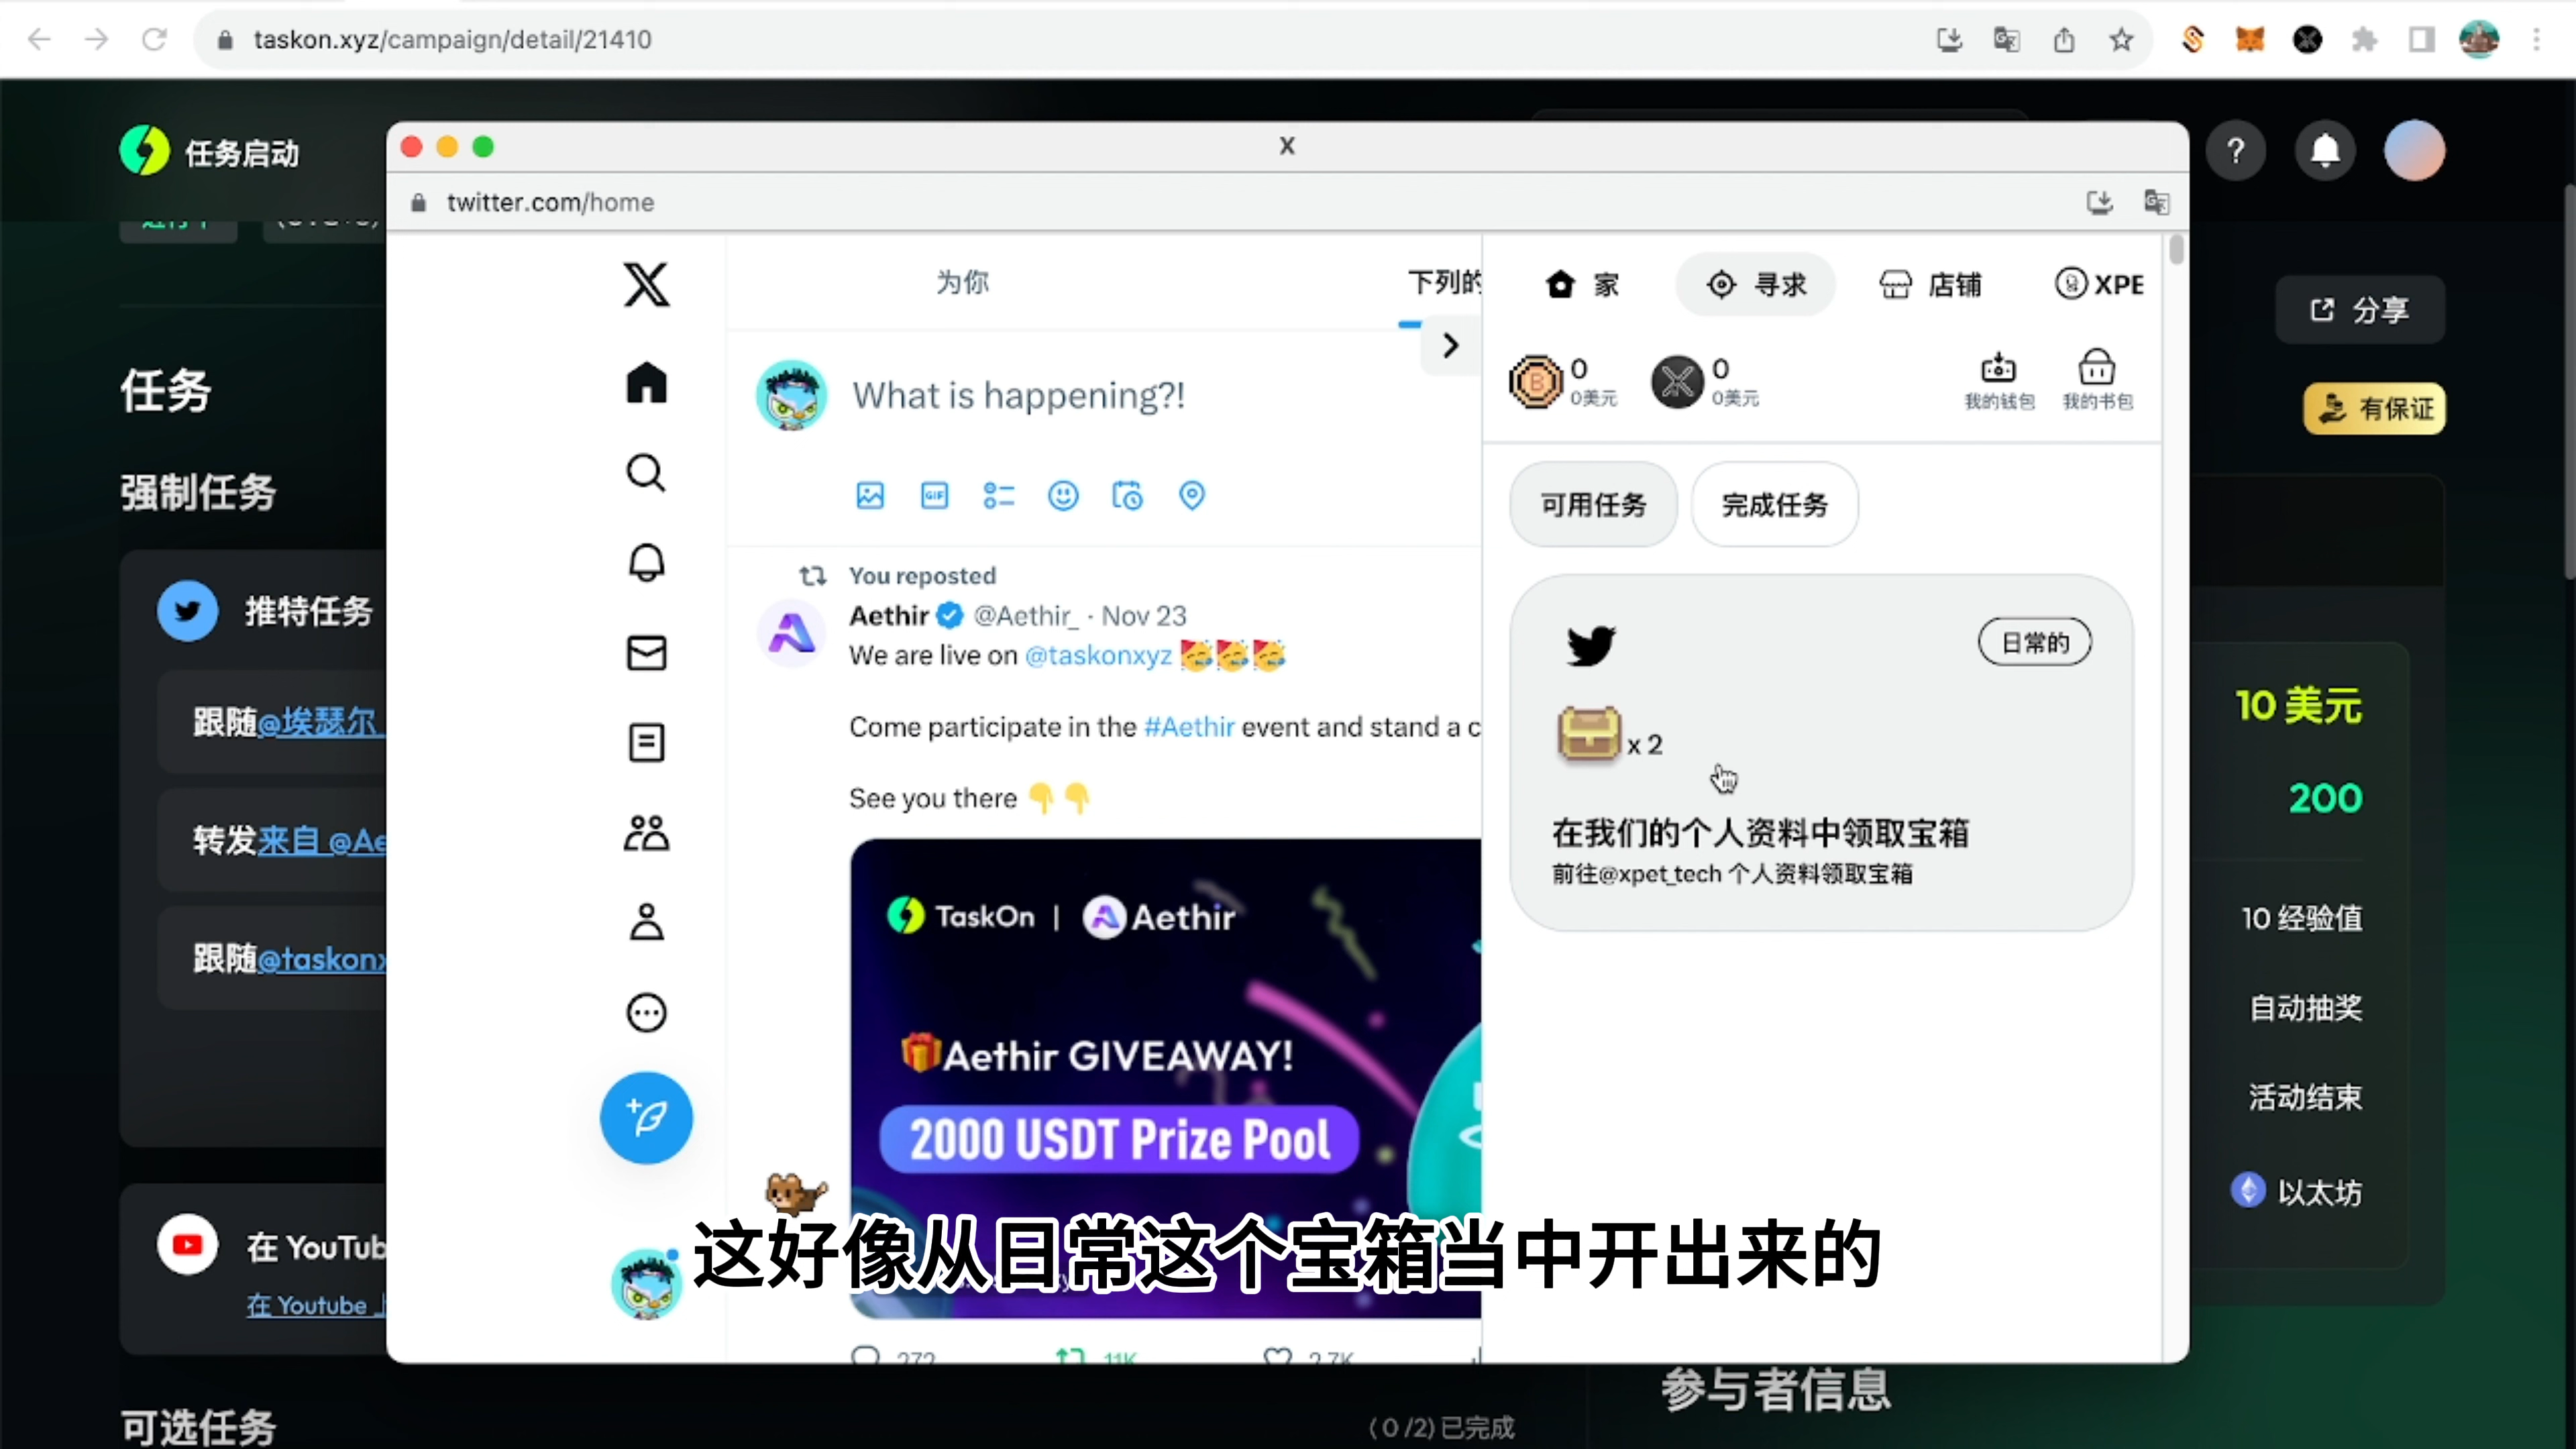 taskon.xyz/campaign/detail/21410
任务启动
X
twitter.com/home
为你
下列的
家
寻求
店铺
XPE
What is happening?!
GIF
0
0美元
0
0美元
我的钱包
我的书包
分享
有保证
任务
强制任务
可用任务
完成任务
You reposted
Aethir @Aethir_ · Nov 23
We are live on @taskonxyz
Come participate in the #Aethir event and stand a c
See you there
日常的
x 2
在我们的个人资料中领取宝箱
前往@xpet_tech 个人资料领取宝箱
推特任务
跟随@埃瑟尔_
转发来自 @Ae
跟随@taskonx
TaskOn | Aethir
Aethir GIVEAWAY!
2000 USDT Prize Pool
10 美元
200
10 经验值
自动抽奖
活动结束
以太坊
在 YouTub
在 Youtube 上
这好像从日常这个宝箱当中开出来的
272
11K
2.7K
参与者信息
可选任务
( 0 /2) 已完成